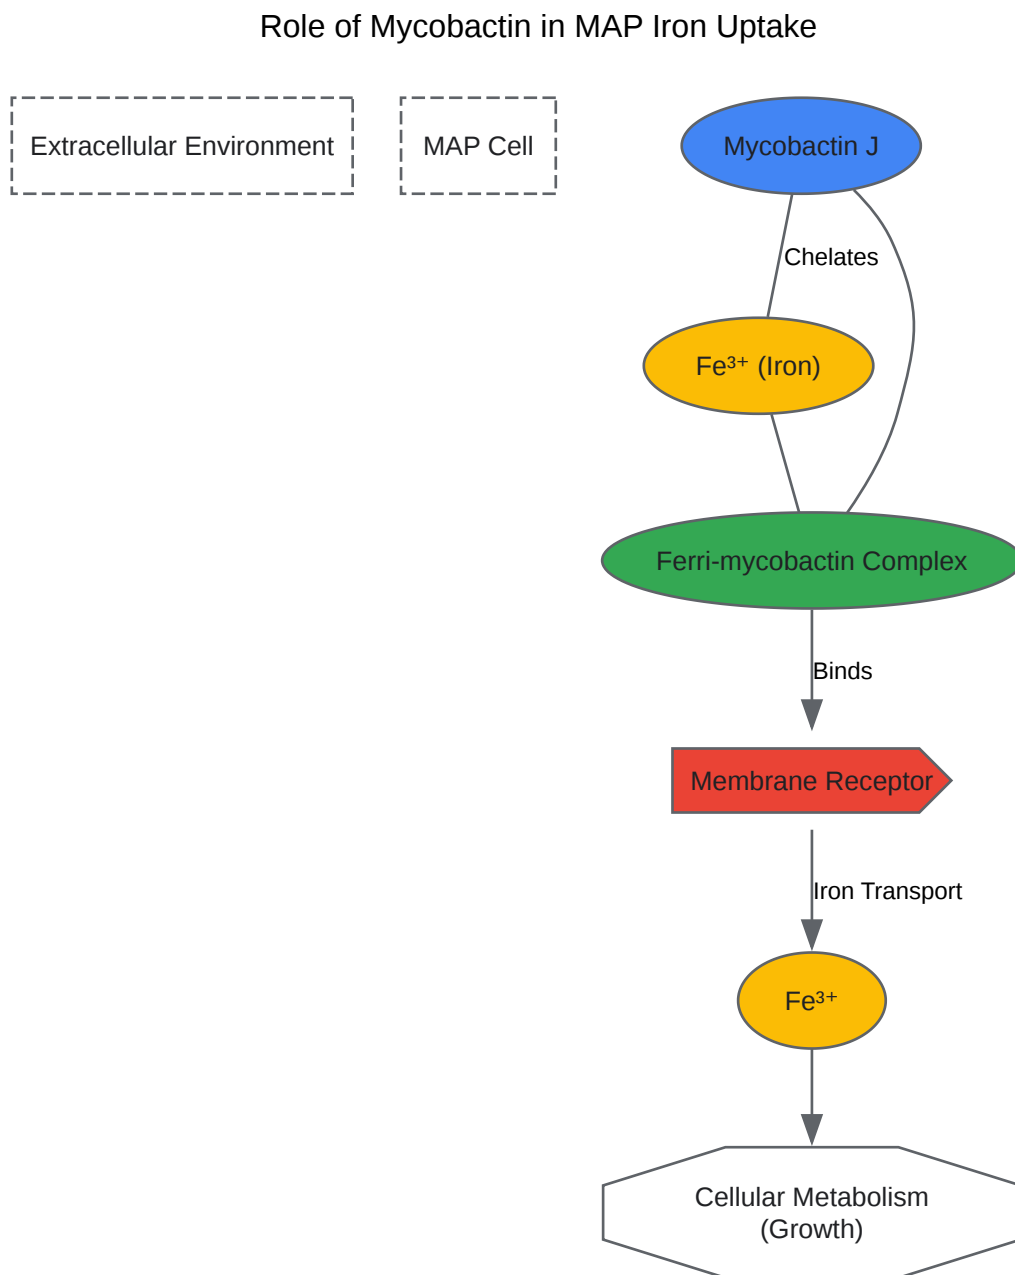 Role of Mycobactin in MAP Iron Uptake
Extracellular Environment
MAP Cell
Mycobactin J
Chelates
Fe³⁺ (Iron)
Ferri-mycobactin Complex
Binds
Membrane Receptor
Iron Transport
Fe³⁺
Cellular Metabolism
(Growth)